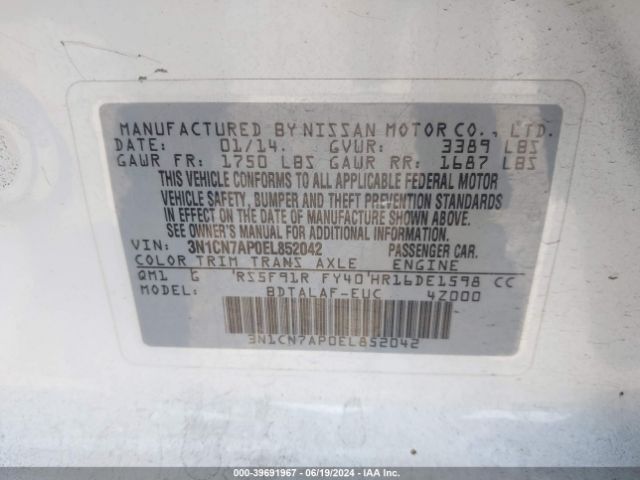 MANUFACTURED BY NISSAN MOTOR CO., LTD.
DATE: 01/14. GVWR: 3389 LBS
GAWR FR: 1750 LBS GAWR RR: 1687 LBS
THIS VEHICLE CONFORMS TO ALL APPLICABLE FEDERAL MOTOR
VEHICLE SAFETY, BUMPER AND THEFT PREVENTION STANDARDS
IN EFFECT ON THE DATE OF MANUFACTURE SHOWN ABOVE.
SEE OWNER'S MANUAL FOR ADDITIONAL INFORMATION.
VIN: 3N1CN7AP0EL852042 PASSENGER CAR.
COLOR TRIM TRANS AXLE ENGINE
QM1 G 'RS5F91R FY40'HR16DE1598 CC
MODEL: BDTALAF-EUC 4Z000
3N1CN7AP0EL852042
000-39691967 - 06/19/2024 - IAA Inc.